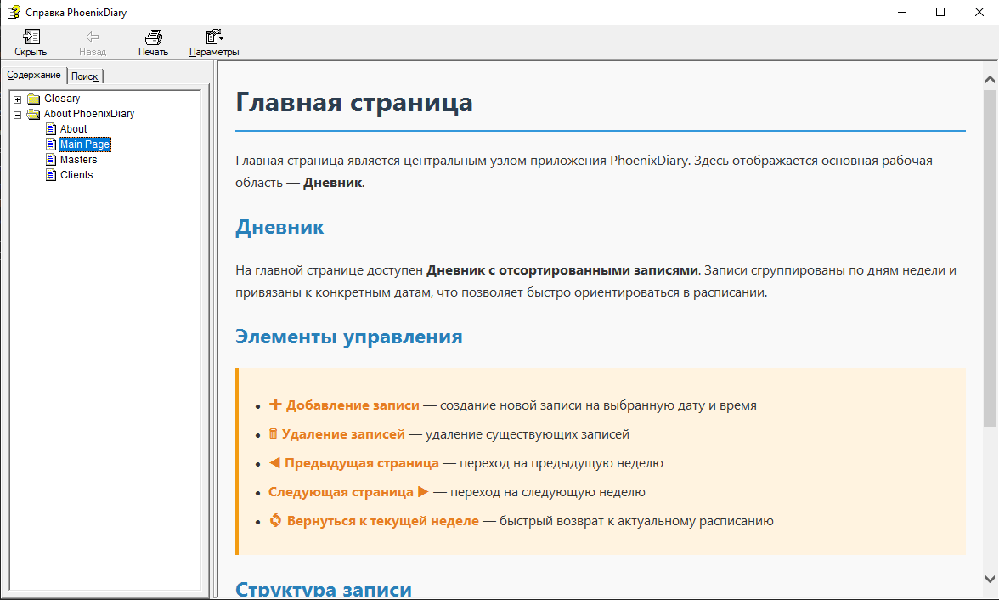 Справка PhoenixDiary
Скрыть
Назад
Печать
Параметры
Содержание
Поиск
Glosary
About PhoenixDiary
About
Main Page
Masters
Clients
Главная страница
Главная страница является центральным узлом приложения PhoenixDiary. Здесь отображается основная рабочая
область — Дневник.
Дневник
На главной странице доступен Дневник с отсортированными записями. Записи сгруппированы по дням недели и
привязаны к конкретным датам, что позволяет быстро ориентироваться в расписании.
Элементы управления
• ➕ Добавление записи — создание новой записи на выбранную дату и время
• 🗑 Удаление записей — удаление существующих записей
• ◀ Предыдущая страница — переход на предыдущую неделю
• Следующая страница ▶ — переход на следующую неделю
• 🔄 Вернуться к текущей неделе — быстрый возврат к актуальному расписанию
Структура записи